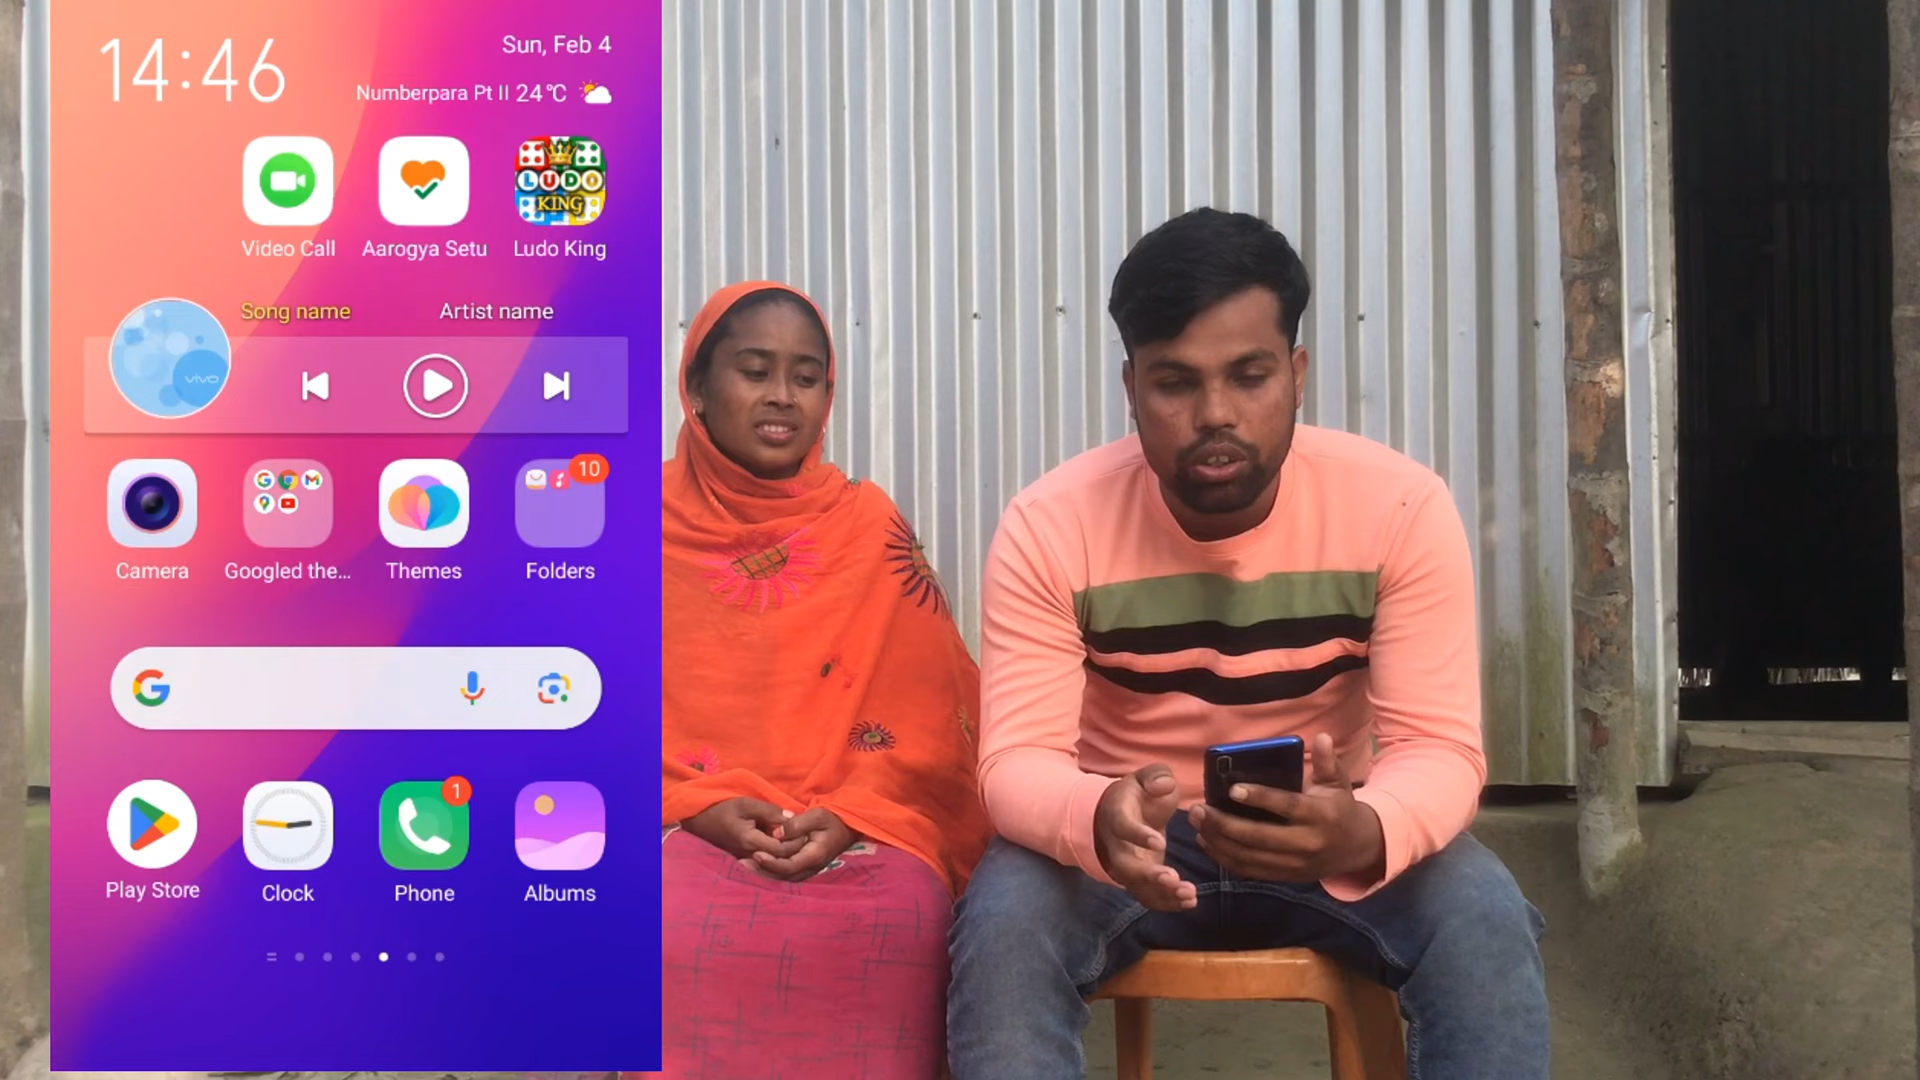 14:46
Sun, Feb 4
Numberpara Pt II 24°C
LUDO
KING
Video Call
Aarogya Setu
Ludo King
Song name
Artist name
vivo
10
Camera
Googled the...
Themes
Folders
1
Play Store
Clock
Phone
Albums